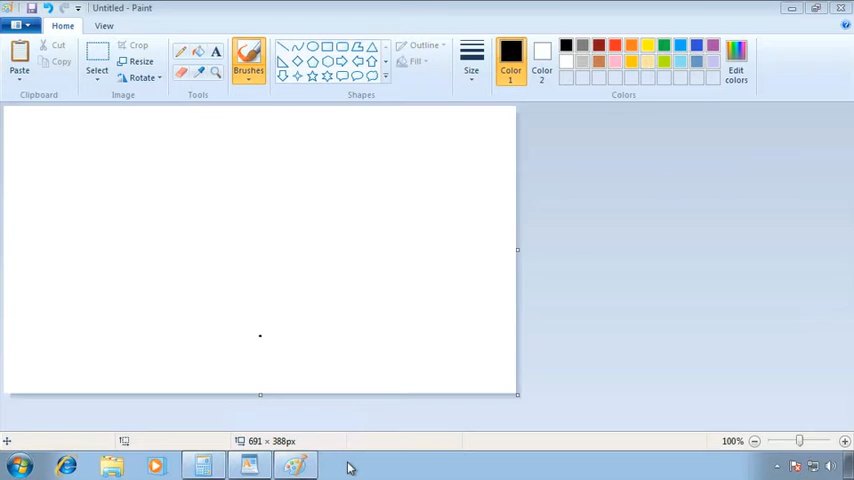 Untitled - Paint
Home
View
Paste
Cut
Copy
Clipboard
Select
Crop
Resize
Rotate
Image
A
Tools
Brushes
Outline
Fill
Shapes
Size
Color
1
Color
2
Edit
colors
Colors
691 × 388px
100%